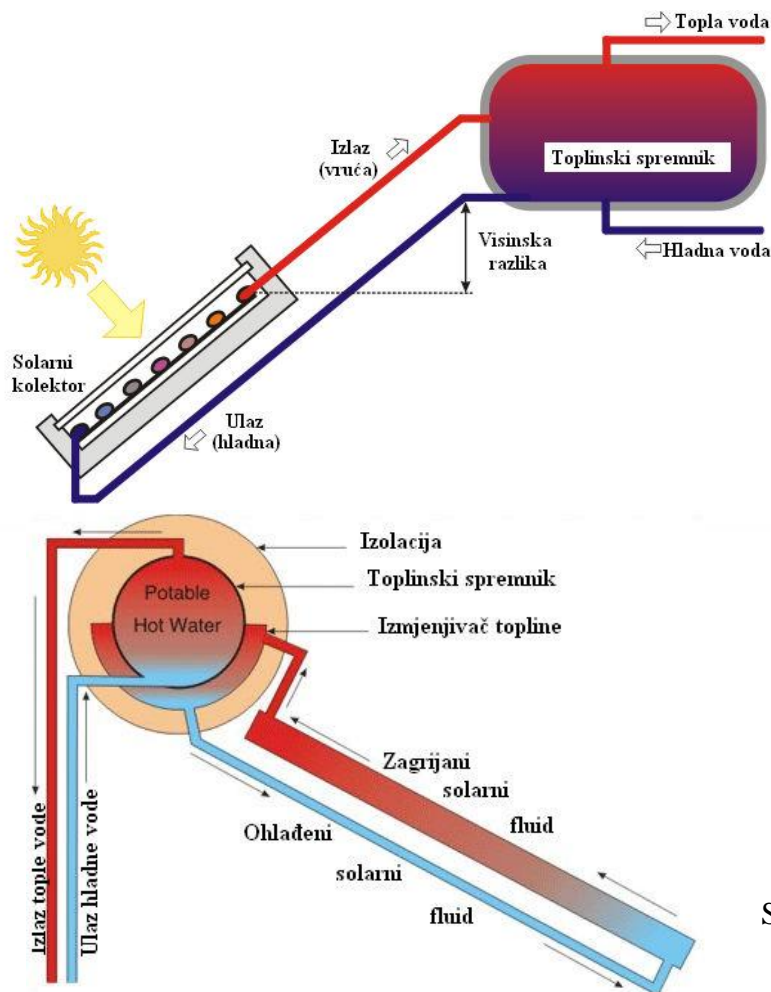 Topla voda
Izlaz
(vruća)
Toplinski spremnik
Visinska
razlika
Hladna voda
Solarni
kolektor
Ulaz
(hladna)
Izolacija
Toplinski spremnik
Potable
Hot Water
Izmjenjivač topline
Zagrijani
solarni
fluid
Ohlađeni
solarni
fluid
Izlaz tople vode
Ulaz hladne vode
S